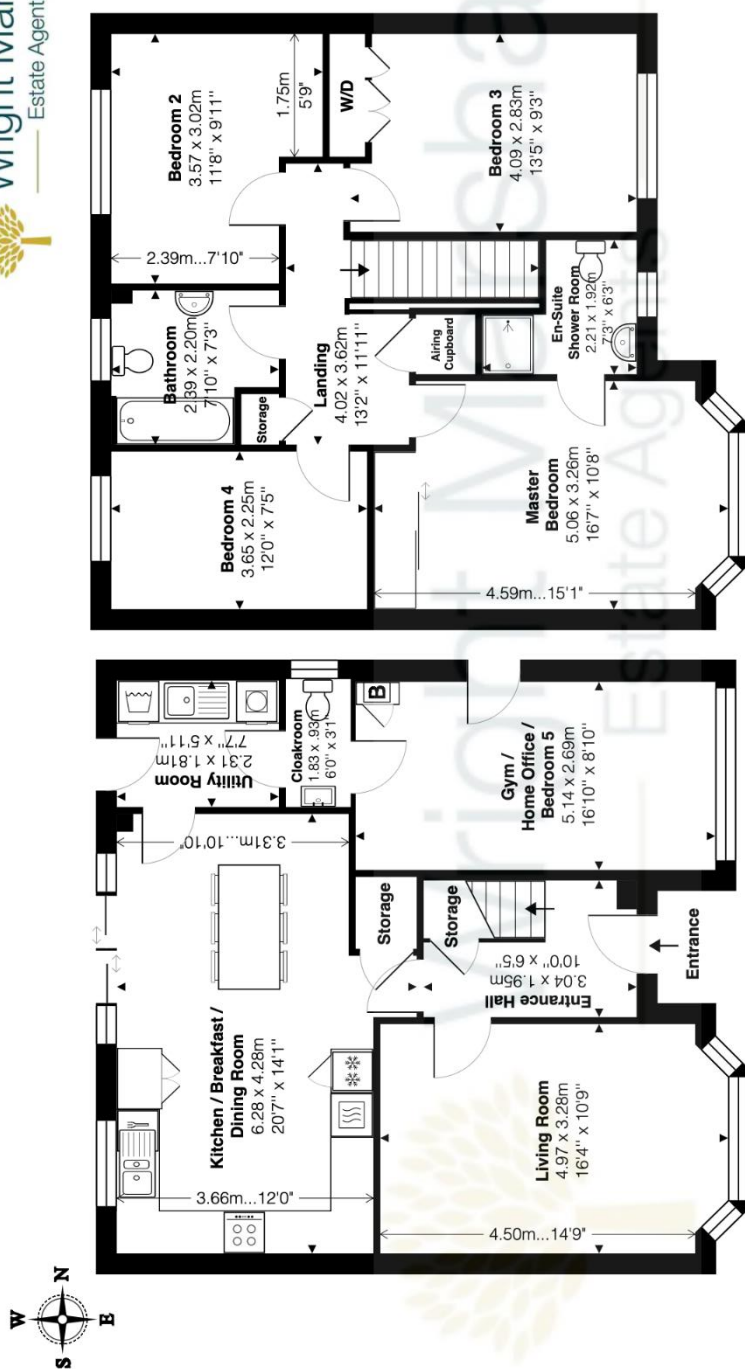 Wright Mar
Estate Agent
W
N
S
E
Kitchen / Breakfast /
Dining Room
6.28 x 4.28m
20'7" x 14'1"
3.66m...12'0"
3.31m...10'10"
Utility Room
2.31 x 1.81m
7'7" x 5'11"
Cloakroom
1.83 x .93m
6'0" x 3'1"
B
Storage
Storage
Entrance Hall
3.04 x 1.95m
10'0" x 6'5"
Gym /
Home Office /
Bedroom 5
5.14 x 2.69m
16'10" x 8'10"
Living Room
4.97 x 3.28m
16'4" x 10'9"
4.50m...14'9"
Entrance
Bedroom 4
3.65 x 2.25m
12'0" x 7'5"
Bathroom
2.39 x 2.20m
7'10" x 7'3"
Storage
Bedroom 2
3.57 x 3.02m
11'8" x 9'11"
2.39m...7'10"
1.75m
5'9"
Landing
4.02 x 3.62m
13'2" x 11'11"
W/D
Airing
Cupboard
Bedroom 3
4.09 x 2.83m
13'5" x 9'3"
En-Suite
Shower Room
2.21 x 1.92m
7'3" x 6'3"
Master
Bedroom
5.06 x 3.26m
16'7" x 10'8"
4.59m...15'1"
Wright Marsha
Estate Agents